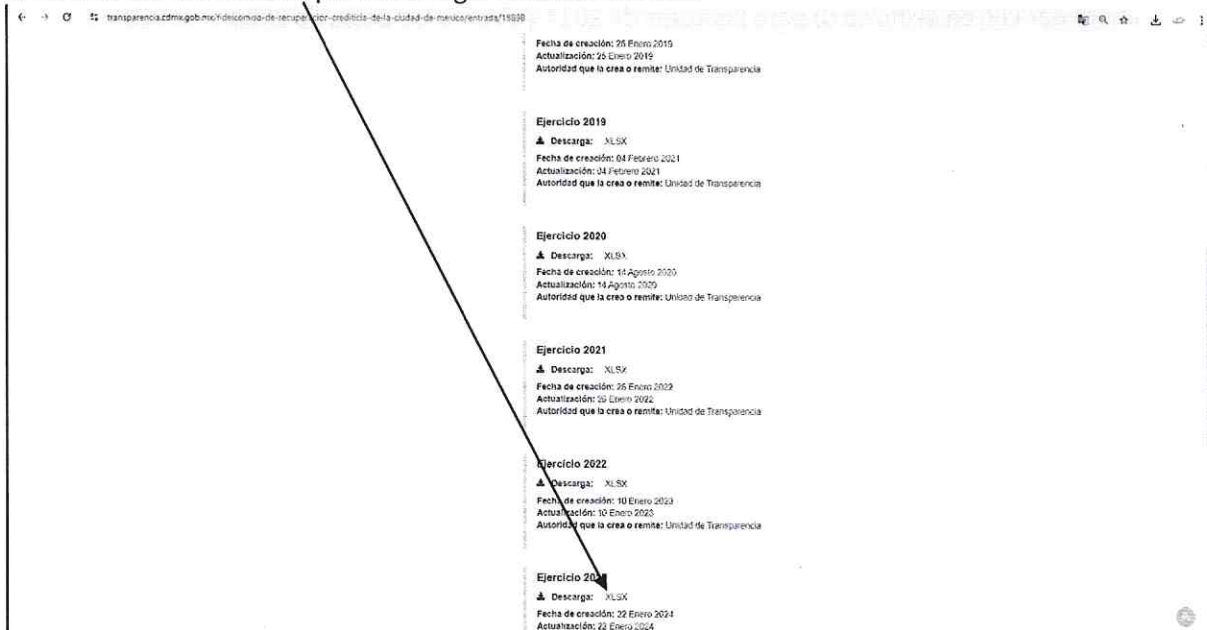 transparencia.cdmx.gob.mx/fideicomiso-de-recuperacion-crediticia-de-la-ciudad-de-mexico/entrada/
Fecha de creación: 25 Enero 2019
Actualización: 25 Enero 2019
Autoridad que la crea o remite: Unidad de Transparencia
Ejercicio 2019
Descarga: XLSX
Fecha de creación: 04 Febrero 2021
Actualización: 04 Febrero 2021
Autoridad que la crea o remite: Unidad de Transparencia
Ejercicio 2020
Descarga: XLSX
Fecha de creación: 14 Agosto 2020
Actualización: 14 Agosto 2020
Autoridad que la crea o remite: Unidad de Transparencia
Ejercicio 2021
Descarga: XLSX
Fecha de creación: 26 Enero 2022
Actualización: 26 Enero 2022
Autoridad que la crea o remite: Unidad de Transparencia
Ejercicio 2022
Descarga: XLSX
Fecha de creación: 10 Enero 2023
Actualización: 10 Enero 2023
Autoridad que la crea o remite: Unidad de Transparencia
Ejercicio
Descarga: XLSX
Fecha de creación: 22 Enero 2024
Actualización: 22 Enero 2024